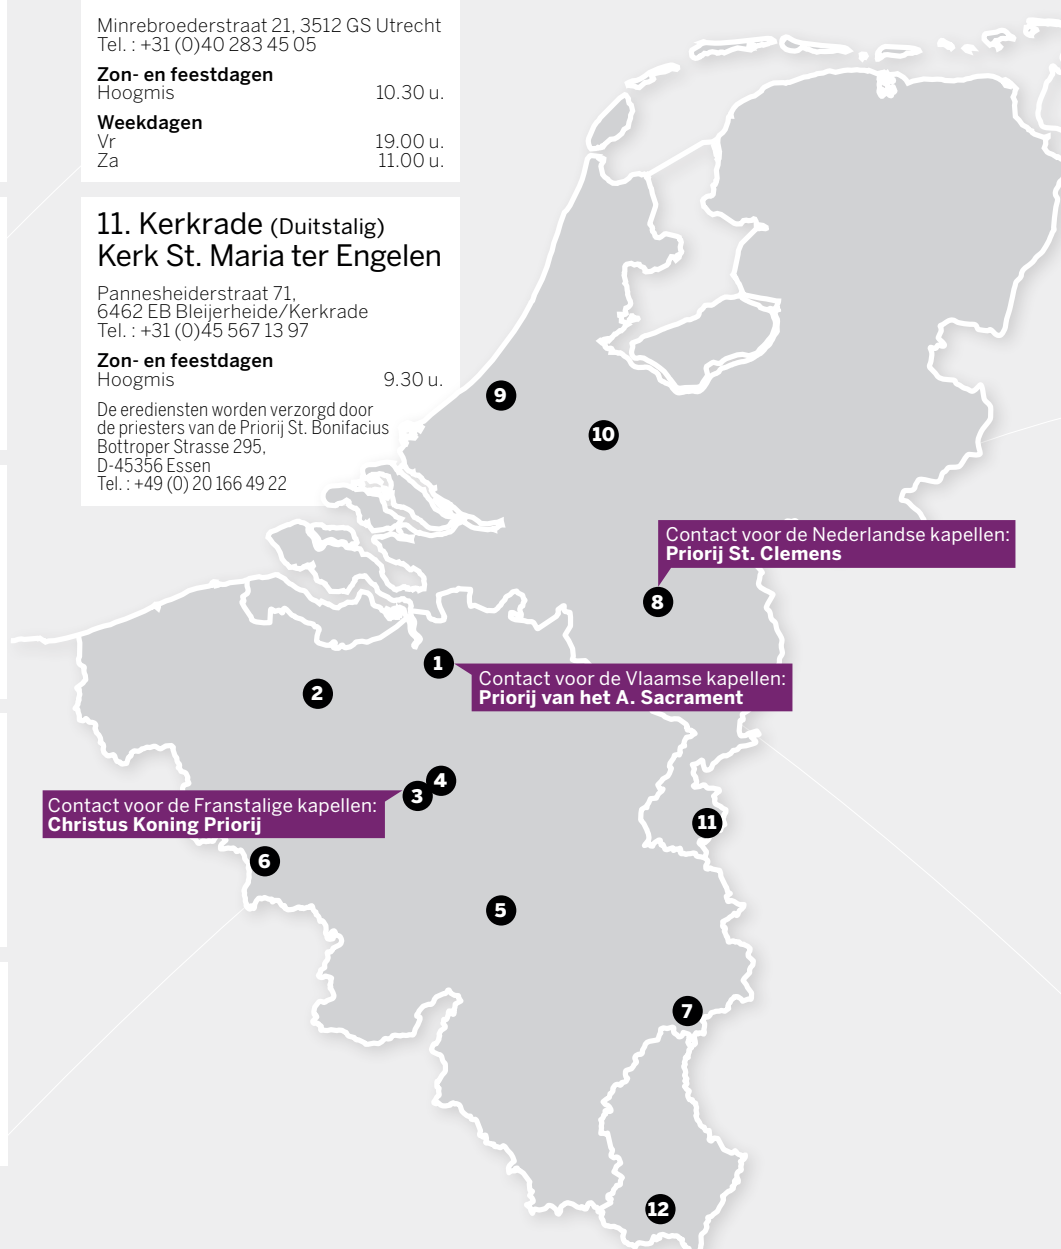 Minrebroederstraat 21, 3512 GS Utrecht
Tel. : +31 (0)40 283 45 05
Zon- en feestdagen
Hoogmis 10.30 u.
Weekdagen
Vr 19.00 u.
Za 11.00 u.
11. Kerkrade (Duitstalig)
Kerk St. Maria ter Engelen
Pannesheiderstraat 71,
6462 EB Bleijerheide/Kerkrade
Tel. : +31 (0)45 567 13 97
Zon- en feestdagen
Hoogmis 9.30 u.
De erediensten worden verzorgd door
de priesters van de Priorij St. Bonifacius
Bottroper Strasse 295,
D-45356 Essen
Tel. : +49 (0) 20 166 49 22
9
10
Contact voor de Nederlandse kapellen:
Priorij St. Clemens
8
1
Contact voor de Vlaamse kapellen:
Priorij van het A. Sacrament
2
4
3
Contact voor de Franstalige kapellen:
Christus Koning Priorij
11
6
5
7
12